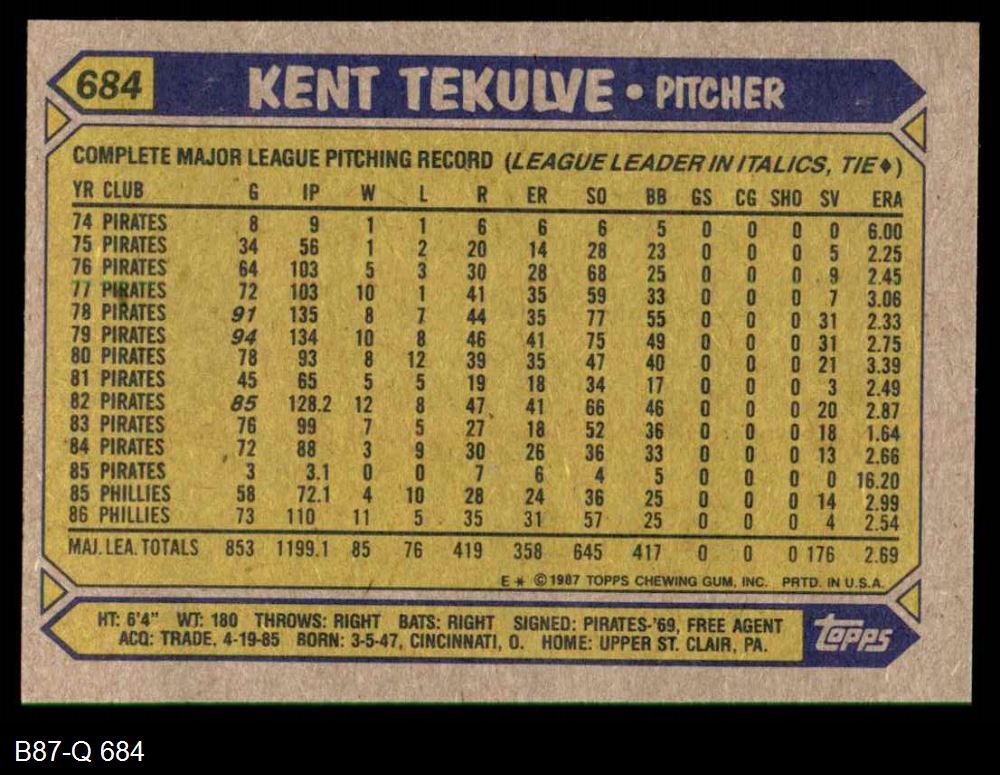 684 KENT TEKULVE • PITCHER
COMPLETE MAJOR LEAGUE PITCHING RECORD (LEAGUE LEADER IN ITALICS, TIE♦)
YR CLUB G IP W L R ER SO BB GS CG SHO SV ERA
74 PIRATES 8 9 1 1 6 6 6 5 0 0 0 0 6.00
75 PIRATES 34 56 1 2 20 14 28 23 0 0 0 5 2.25
76 PIRATES 64 103 5 3 30 28 68 25 0 0 0 9 2.45
77 PIRATES 72 103 10 1 41 35 59 33 0 0 0 7 3.06
78 PIRATES 91 135 8 7 44 35 77 55 0 0 0 31 2.33
79 PIRATES 94 134 10 8 46 41 75 49 0 0 0 31 2.75
80 PIRATES 78 93 8 12 39 35 47 40 0 0 0 21 3.39
81 PIRATES 45 65 5 5 19 18 34 17 0 0 0 3 2.49
82 PIRATES 85 128.2 12 8 47 41 66 46 0 0 0 20 2.87
83 PIRATES 76 99 7 5 27 18 52 36 0 0 0 18 1.64
84 PIRATES 72 88 3 9 30 26 36 33 0 0 0 13 2.66
85 PIRATES 3 3.1 0 0 7 6 4 5 0 0 0 0 16.20
85 PHILLIES 58 72.1 4 10 28 24 36 25 0 0 0 14 2.99
86 PHILLIES 73 110 11 5 35 31 57 25 0 0 0 4 2.54
MAJ. LEA. TOTALS 853 1199.1 85 76 419 358 645 417 0 0 0 176 2.69
E * © 1987 TOPPS CHEWING GUM, INC. PRTD. IN U.S.A.
HT: 6'4" WT: 180 THROWS: RIGHT BATS: RIGHT SIGNED: PIRATES-'69, FREE AGENT
ACQ: TRADE, 4-19-85 BORN: 3-5-47, CINCINNATI, O. HOME: UPPER ST. CLAIR, PA.
topps
B87-Q 684